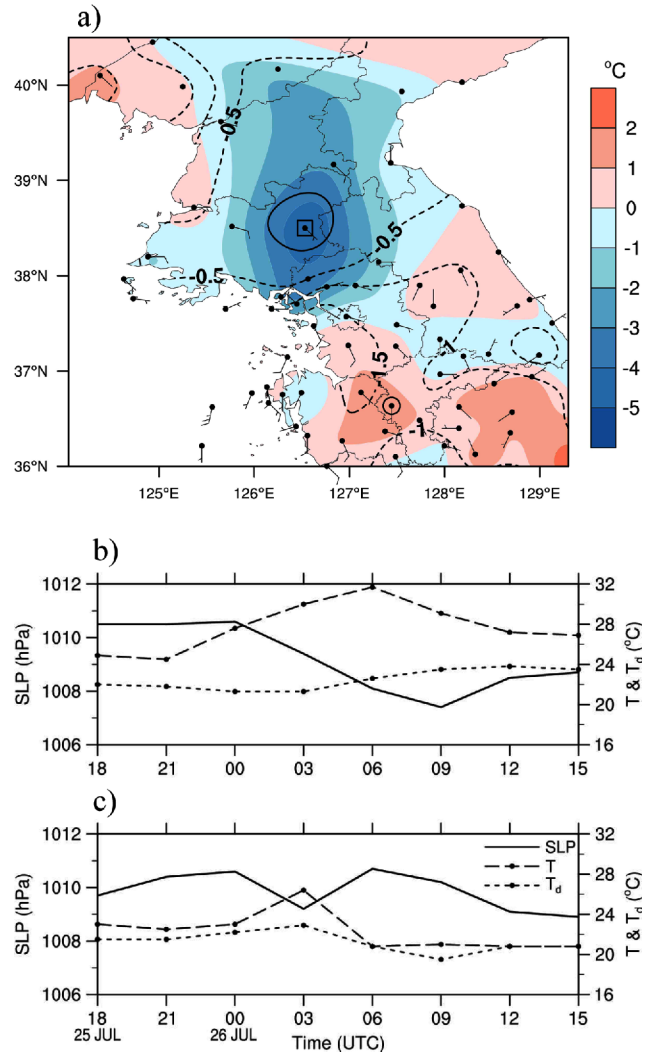 a)
°C
40°N
39°N
38°N
37°N
36°N
125°E 126°E 127°E 128°E 129°E
-0.5
-0.5
-0.5
-1
-1.5
-1
2
1
0
-1
-2
-3
-4
-5
b)
1012
1010
1008
1006
SLP (hPa)
32
28
24
20
16
T & Td (°C)
18 21 00 03 06 09 12 15
c)
1012
1010
1008
1006
SLP (hPa)
SLP
T
Td
32
28
24
20
16
T & Td (°C)
18 21 00 03 06 09 12 15
25 JUL 26 JUL Time (UTC)